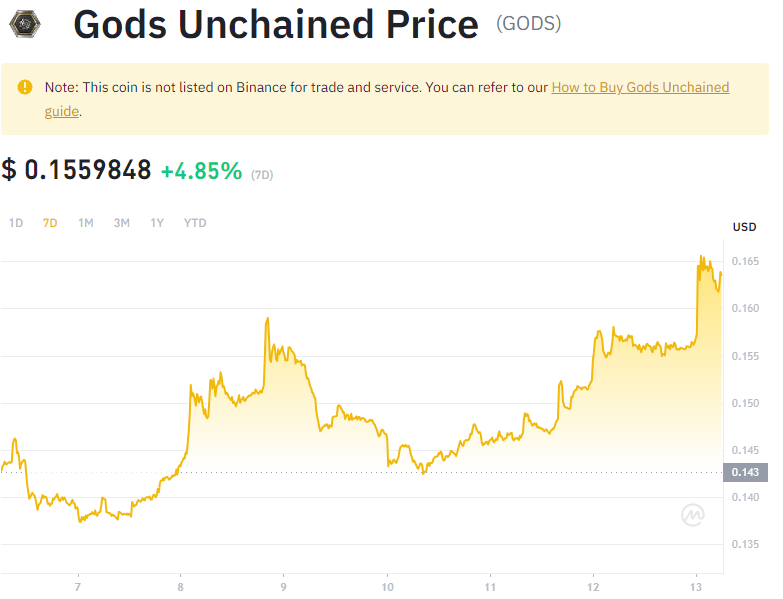 Gods Unchained Price (GODS)
Note: This coin is not listed on Binance for trade and service. You can refer to our How to Buy Gods Unchained
guide.
$ 0.1559848 +4.85% (7D)
1D 7D 1M 3M 1Y YTD
USD
0.165
0.160
0.155
0.150
0.145
0.143
0.140
0.135
7 8 9 10 11 12 13